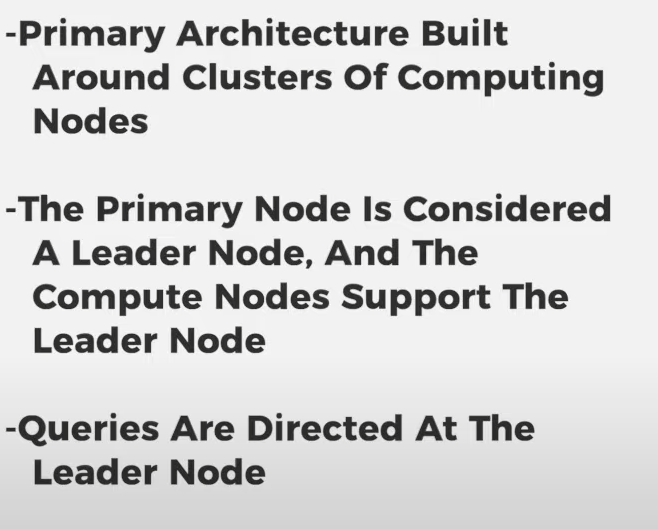 -Primary Architecture Built
Around Clusters Of Computing
Nodes
-The Primary Node Is Considered
A Leader Node, And The
Compute Nodes Support The
Leader Node
-Queries Are Directed At The
Leader Node